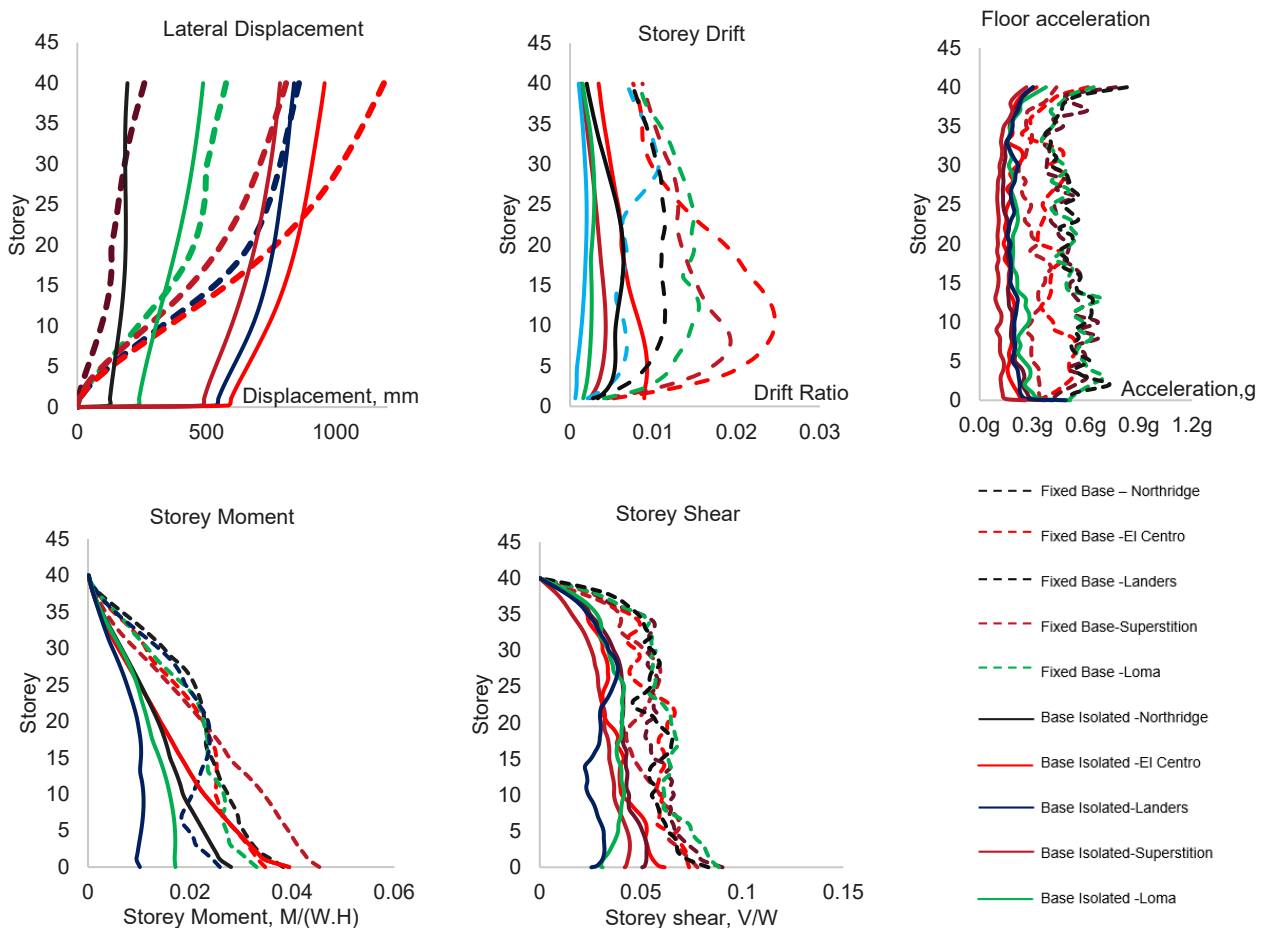 Lateral Displacement
45
40
35
30
25
20
15
10
5
0
Storey
Displacement, mm
0 500 1000
Storey Drift
45
40
35
30
25
20
15
10
5
0
Storey
Drift Ratio
0 0.01 0.02 0.03
Floor acceleration
45
40
35
30
25
20
15
10
5
0
Storey
Acceleration,g
0.0g 0.3g 0.6g 0.9g 1.2g
Storey Moment
45
40
35
30
25
20
15
10
5
0
Storey
0 0.02 0.04 0.06
Storey Moment, M/(W.H)
Storey Shear
45
40
35
30
25
20
15
10
5
0
Storey
0 0.05 0.1 0.15
Storey shear, V/W
Fixed Base – Northridge
Fixed Base -El Centro
Fixed Base -Landers
Fixed Base-Superstition
Fixed Base -Loma
Base Isolated -Northridge
Base Isolated -El Centro
Base Isolated-Landers
Base Isolated-Superstition
Base Isolated -Loma